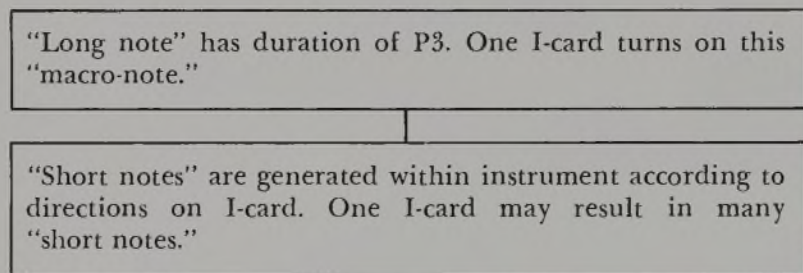 “Long note” has duration of P3. One I-card turns on this
“macro-note.”
“Short notes” are generated within instrument according to
directions on I-card. One I-card may result in many
“short notes.”